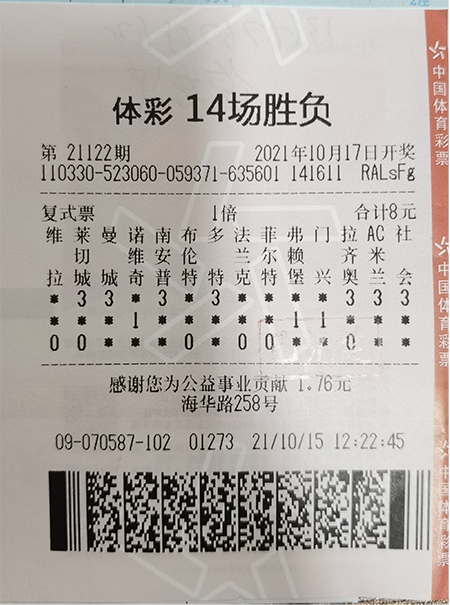 体彩 14场胜负
第 21122期 2021年10月17日开奖
110330-523060-059371-635601 141611 RALsFg
复式票 1倍 合计8元
维 莱 曼 诺 南 布 多 法 菲 弗 门 拉 AC 社
切 维 安 伦 兰 尔 赖 齐 米
拉 城 城 奇 普 特 特 克 特 堡 兴 奥 兰 会
* 3 3 * 3 * 3 * * * * 3 3 3
* * * 1 * * * * * 1 1 * * *
0 0 * * * 0 * 0 0 * * 0 * *
感谢您为公益事业贡献 1.76元
海华路258号
09-070587-102 01273 21/10/15 12:22:45
中国体育彩票
中国体育彩票
中国体育彩票